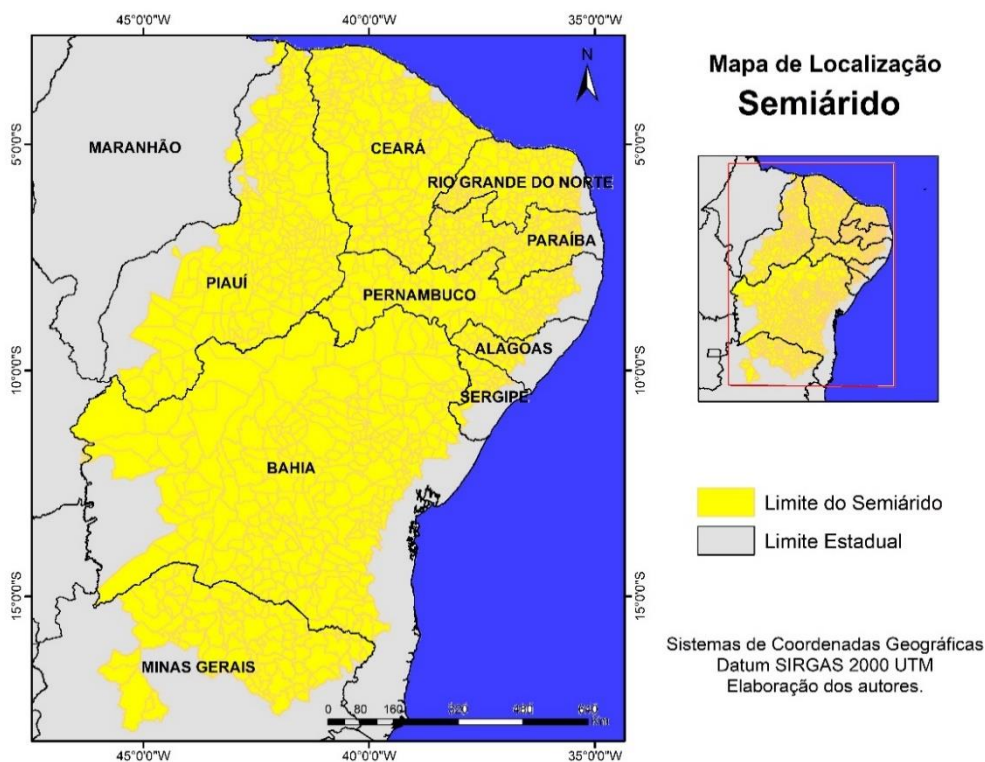 45°0'0"W 40°0'0"W 35°0'0"W
N
5°0'0"S
10°0'0"S
15°0'0"S
5°0'0"S
10°0'0"S
15°0'0"S
MARANHÃO
CEARÁ
RIO GRANDE DO NORTE
PARAÍBA
PIAUÍ
PERNAMBUCO
ALAGOAS
SERGIPE
BAHIA
MINAS GERAIS
0 80 160 320 480 640
Km
45°0'0"W 40°0'0"W 35°0'0"W
Mapa de Localização
Semiárido
Limite do Semiárido
Limite Estadual
Sistemas de Coordenadas Geográficas
Datum SIRGAS 2000 UTM
Elaboração dos autores.